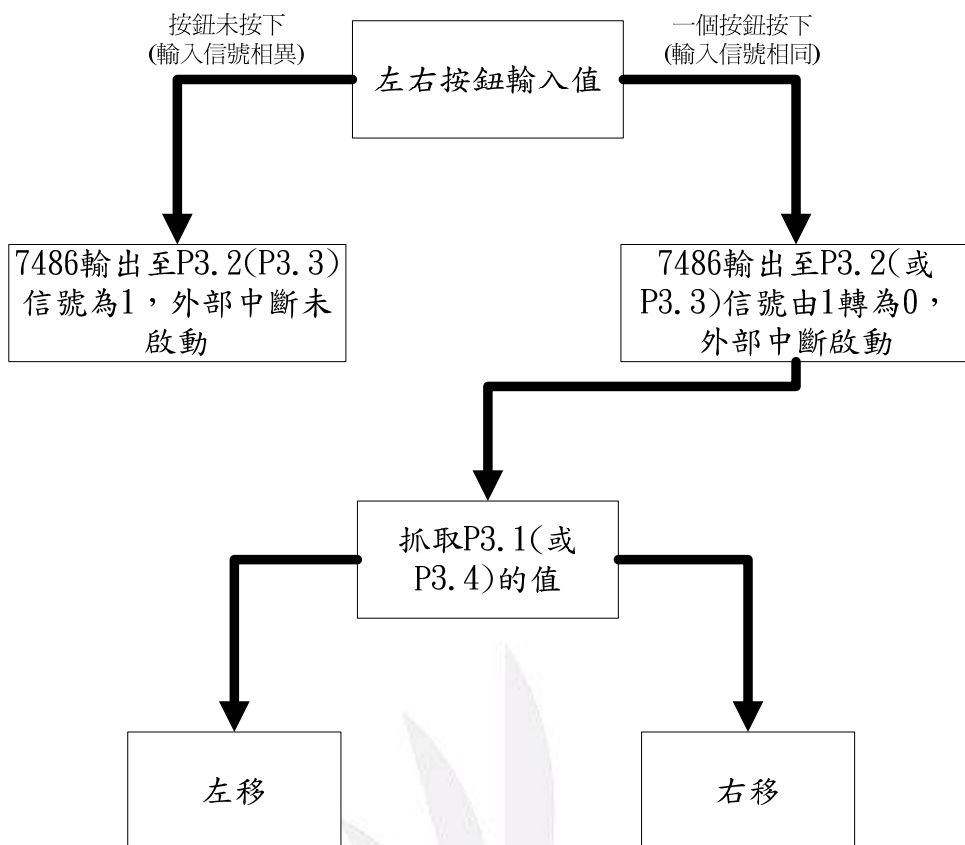 按鈕未按下
(輸入信號相異)
一個按鈕按下
(輸入信號相同)
左右按鈕輸入值
7486輸出至P3.2(P3.3)
信號為1，外部中斷未
啟動
7486輸出至P3.2(或
P3.3)信號由1轉為0，
外部中斷啟動
抓取P3.1(或
P3.4)的值
左移
右移